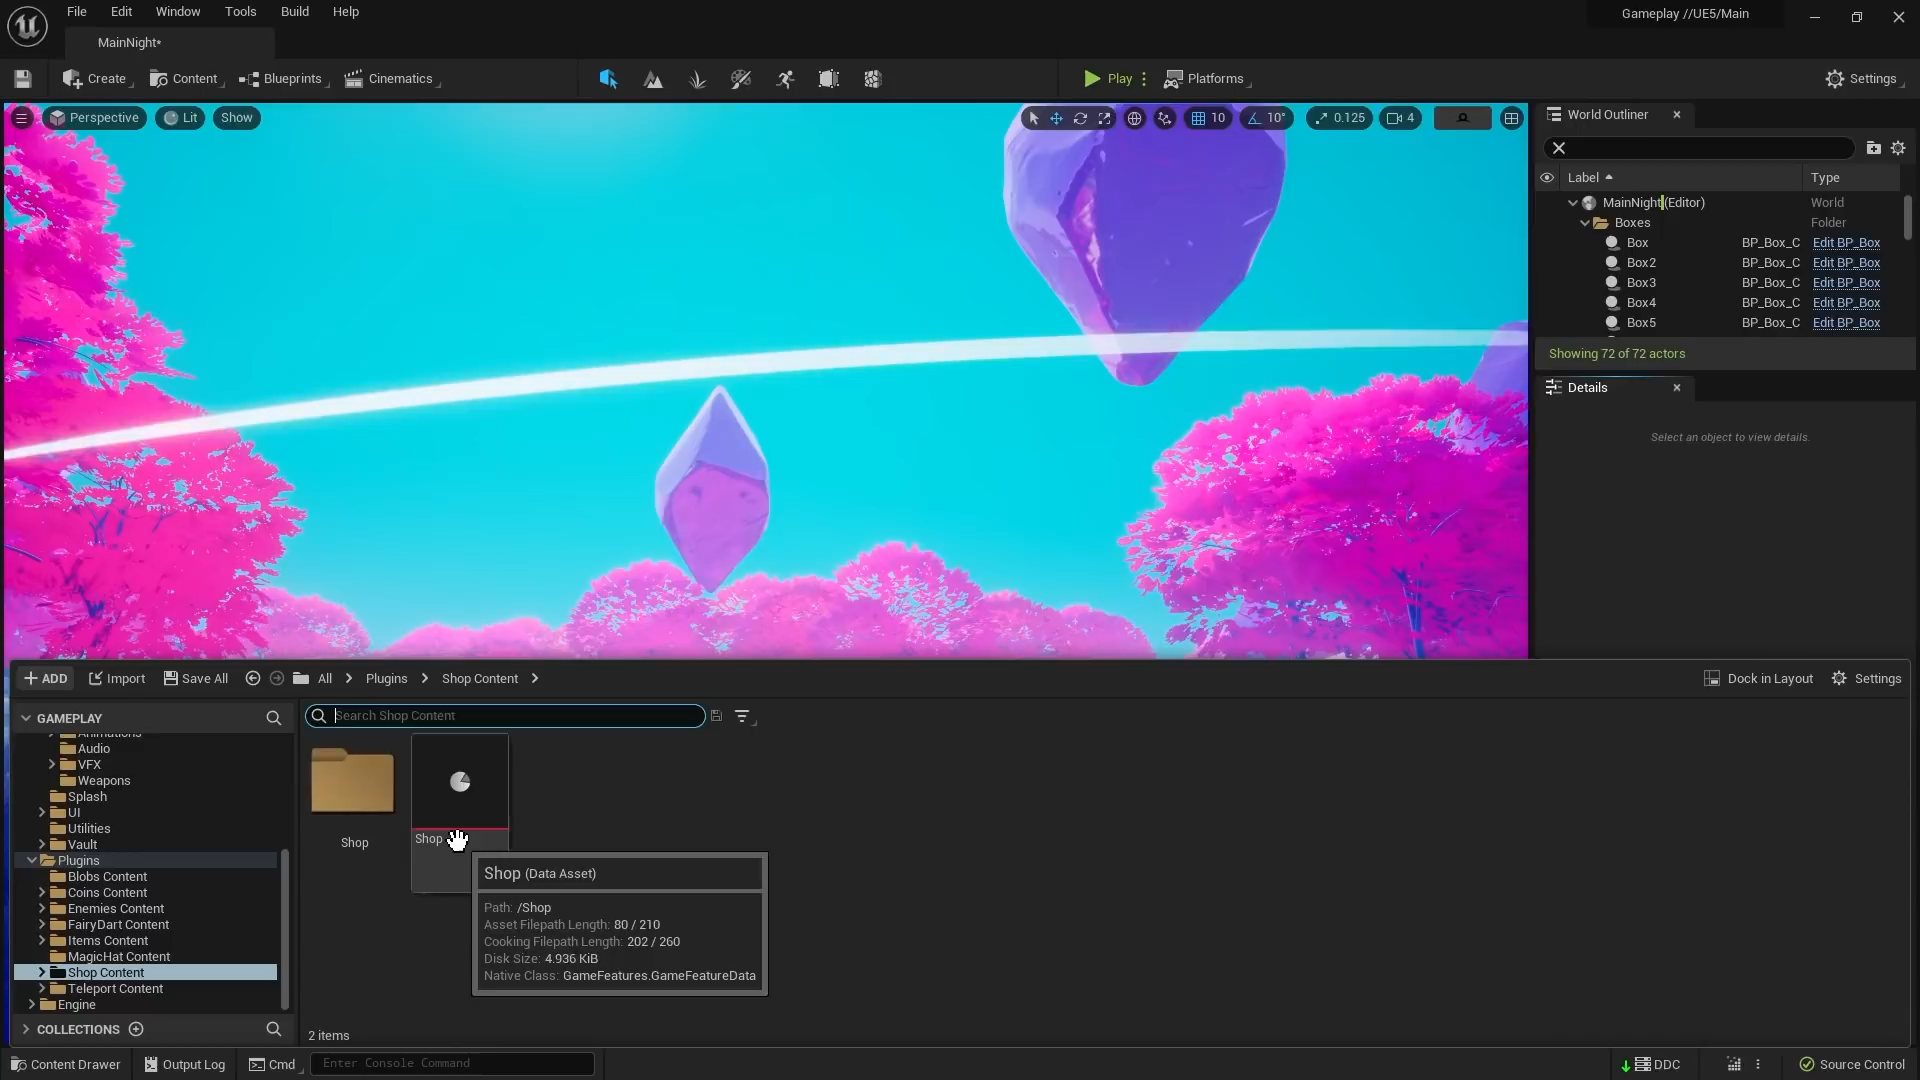 File Edit Window Tools Build Help
Gameplay //UE5/Main
MainNight*
Create Content Blueprints Cinematics Play Platforms Settings
Perspective Lit Show 10 10° 0.125 4
World Outliner
Label Type
MainNight (Editor) World
Boxes Folder
Box BP_Box_C Edit BP_Box
Box2 BP_Box_C Edit BP_Box
Box3 BP_Box_C Edit BP_Box
Box4 BP_Box_C Edit BP_Box
Box5 BP_Box_C Edit BP_Box
Showing 72 of 72 actors
Details
Select an object to view details.
ADD Import Save All All Plugins Shop Content Dock in Layout Settings
GAMEPLAY
Search Shop Content
Animations
Audio
VFX
Weapons
Splash
UI
Utilities
Vault
Plugins
Blobs Content
Coins Content
Enemies Content
FairyDart Content
Items Content
MagicHat Content
Shop Content
Teleport Content
Engine
COLLECTIONS
Shop
Shop
Shop (Data Asset)
Path: /Shop
Asset Filepath Length: 80 / 210
Cooking Filepath Length: 202 / 260
Disk Size: 4.936 KiB
Native Class: GameFeatures.GameFeatureData
2 items
Content Drawer Output Log Cmd Enter Console Command DDC Source Control